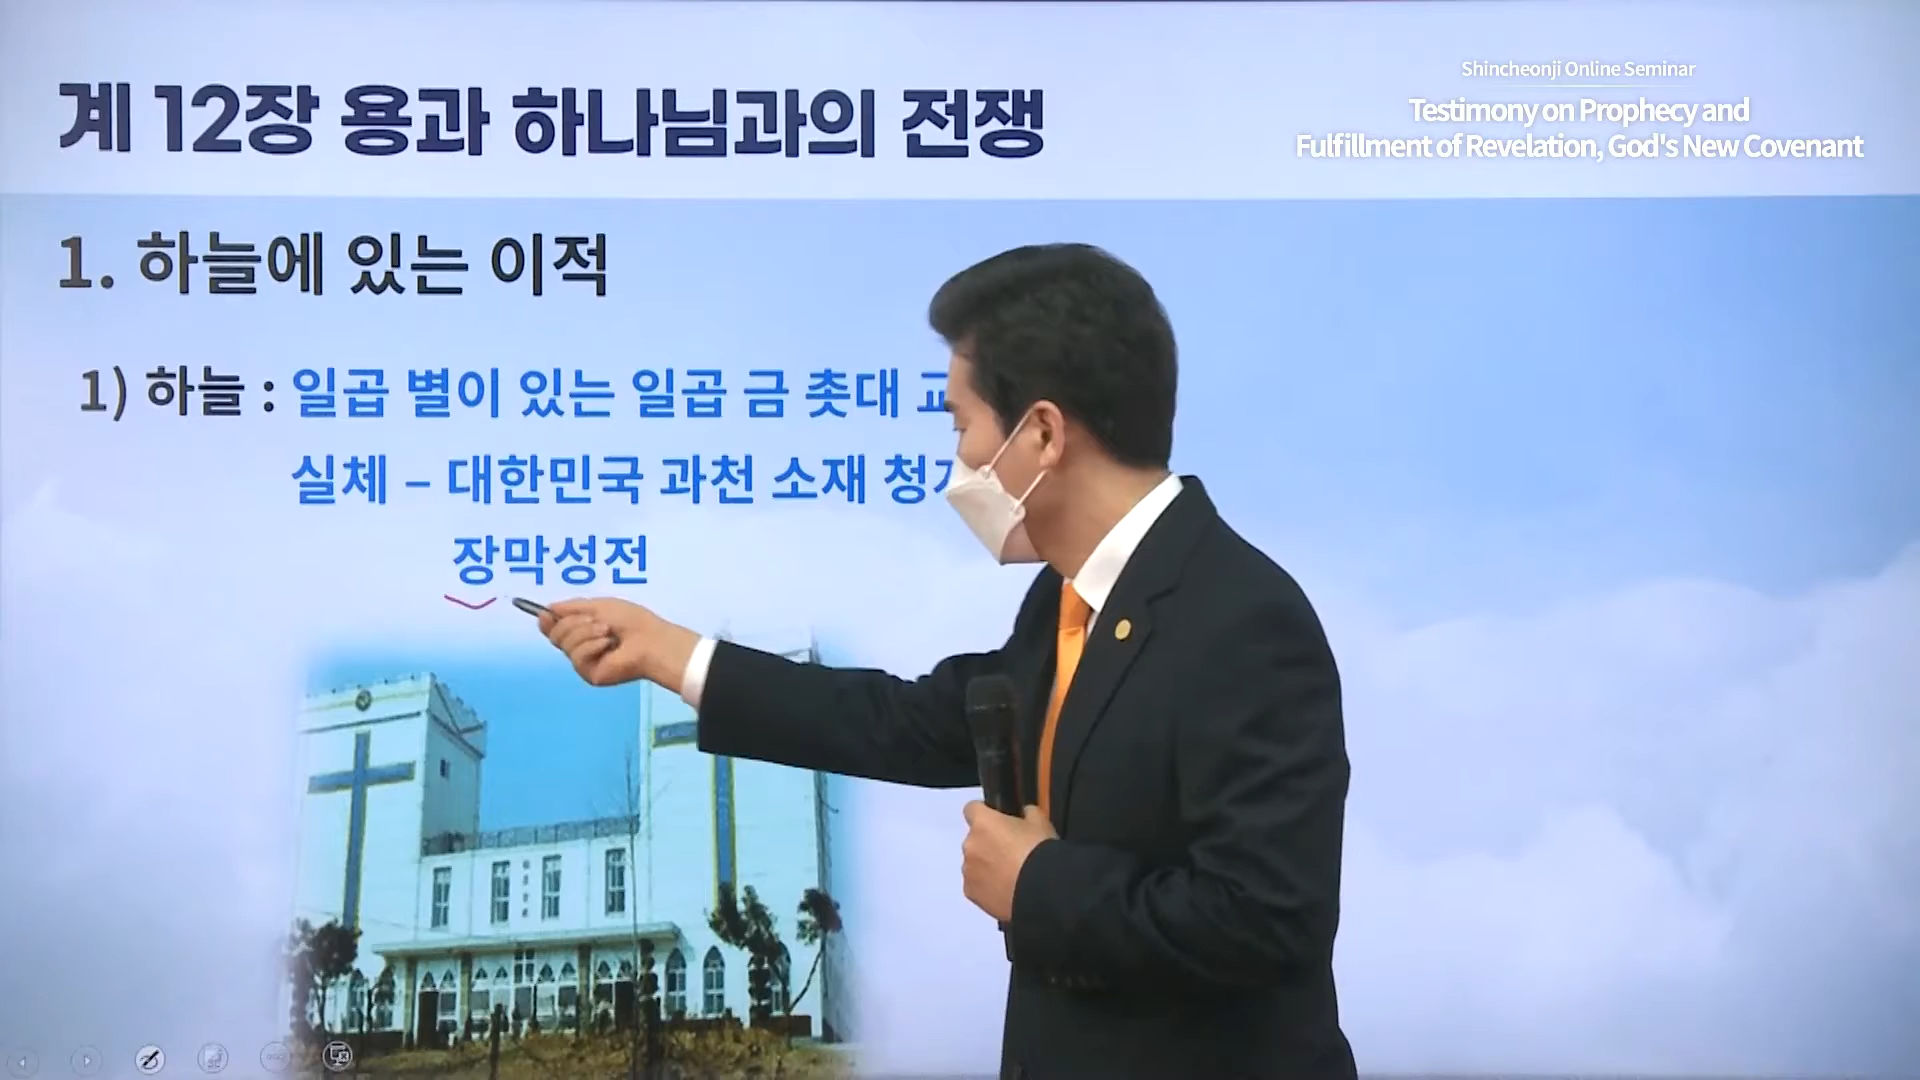 계 12장 용과 하나님과의 전쟁
Shincheonji Online Seminar
Testimony on Prophecy and
Fulfillment of Revelation, God's New Covenant
1. 하늘에 있는 이적
1) 하늘 : 일곱 별이 있는 일곱 금 촛대
실체 – 대한민국 과천 소재
장막성전